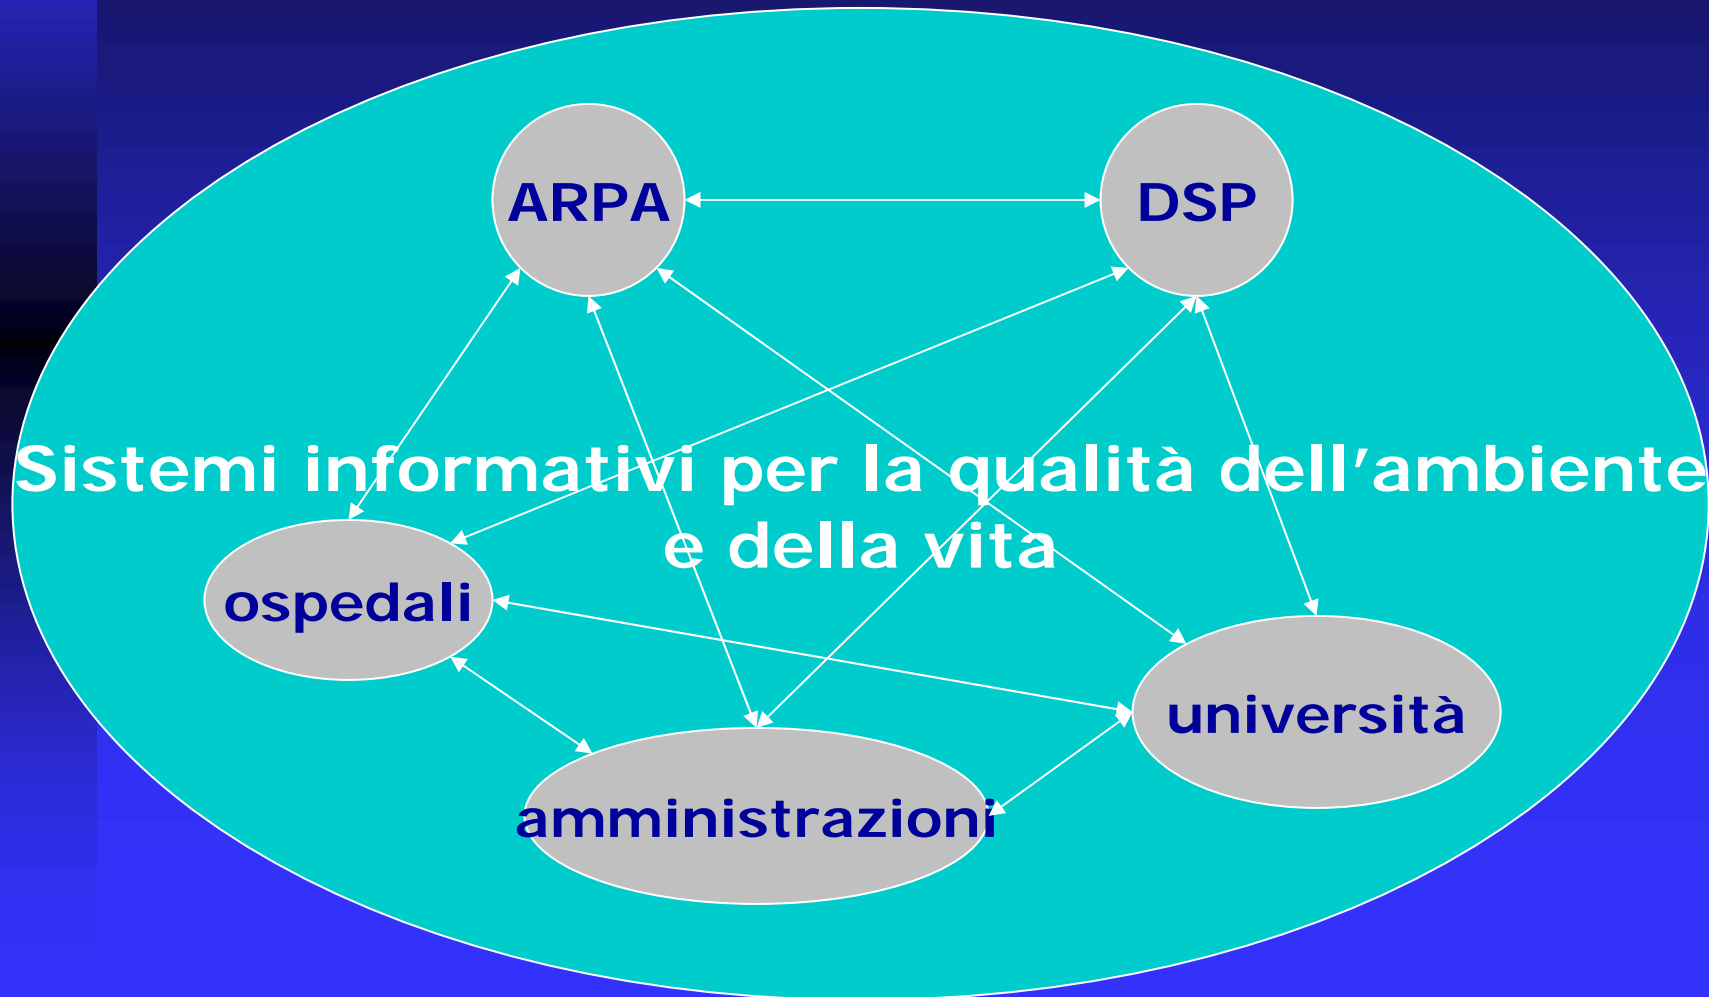 ARPA
DSP
Sistemi informativi per la qualità dell’ambiente
e della vita
ospedali
università
amministrazioni